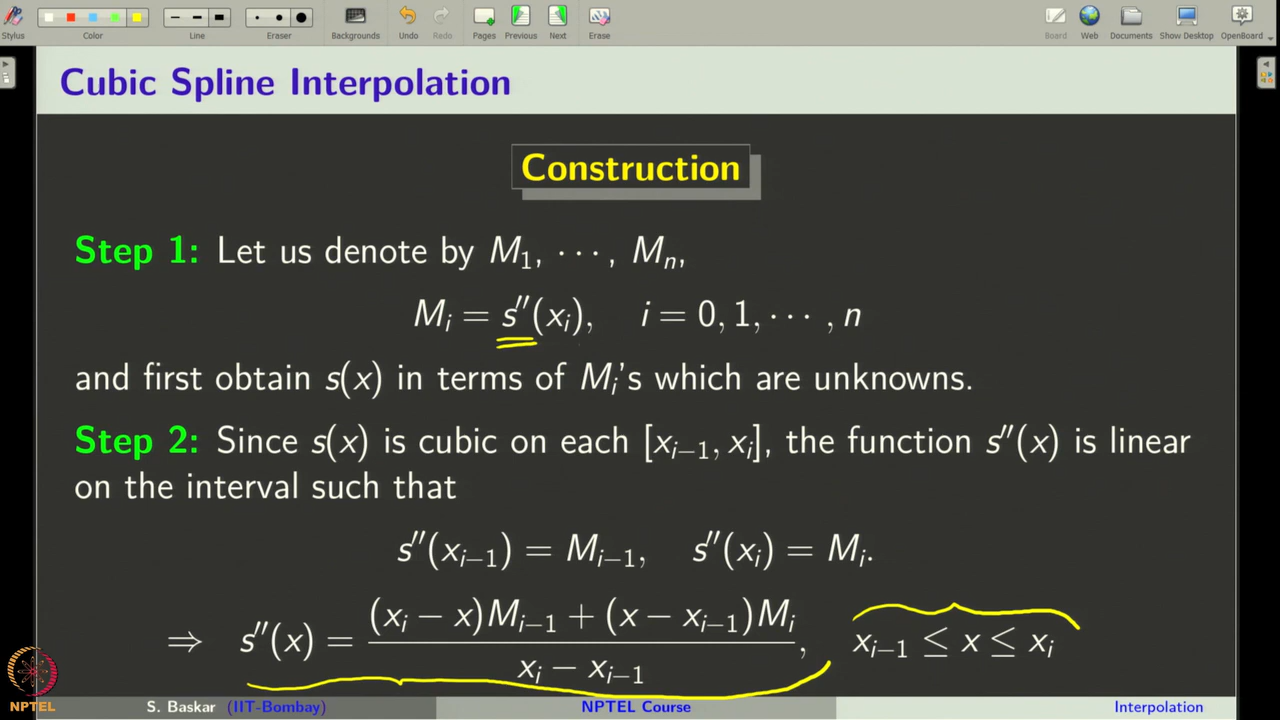 Stylus Color Line Eraser Backgrounds Undo Redo Pages Previous Next Erase Board Web Documents Show Desktop OpenBoard
Cubic Spline Interpolation
Construction
Step 1: Let us denote by M₁, ⋯, Mₙ,
Mᵢ = s″(xᵢ), i = 0, 1, ⋯, n
and first obtain s(x) in terms of Mᵢ's which are unknowns.
Step 2: Since s(x) is cubic on each [xᵢ₋₁, xᵢ], the function s″(x) is linear
on the interval such that
s″(xᵢ₋₁) = Mᵢ₋₁, s″(xᵢ) = Mᵢ.
⇒ s″(x) = ((xᵢ − x)Mᵢ₋₁ + (x − xᵢ₋₁)Mᵢ) / (xᵢ − xᵢ₋₁), xᵢ₋₁ ≤ x ≤ xᵢ
NPTEL S. Baskar (IIT-Bombay) NPTEL Course Interpolation